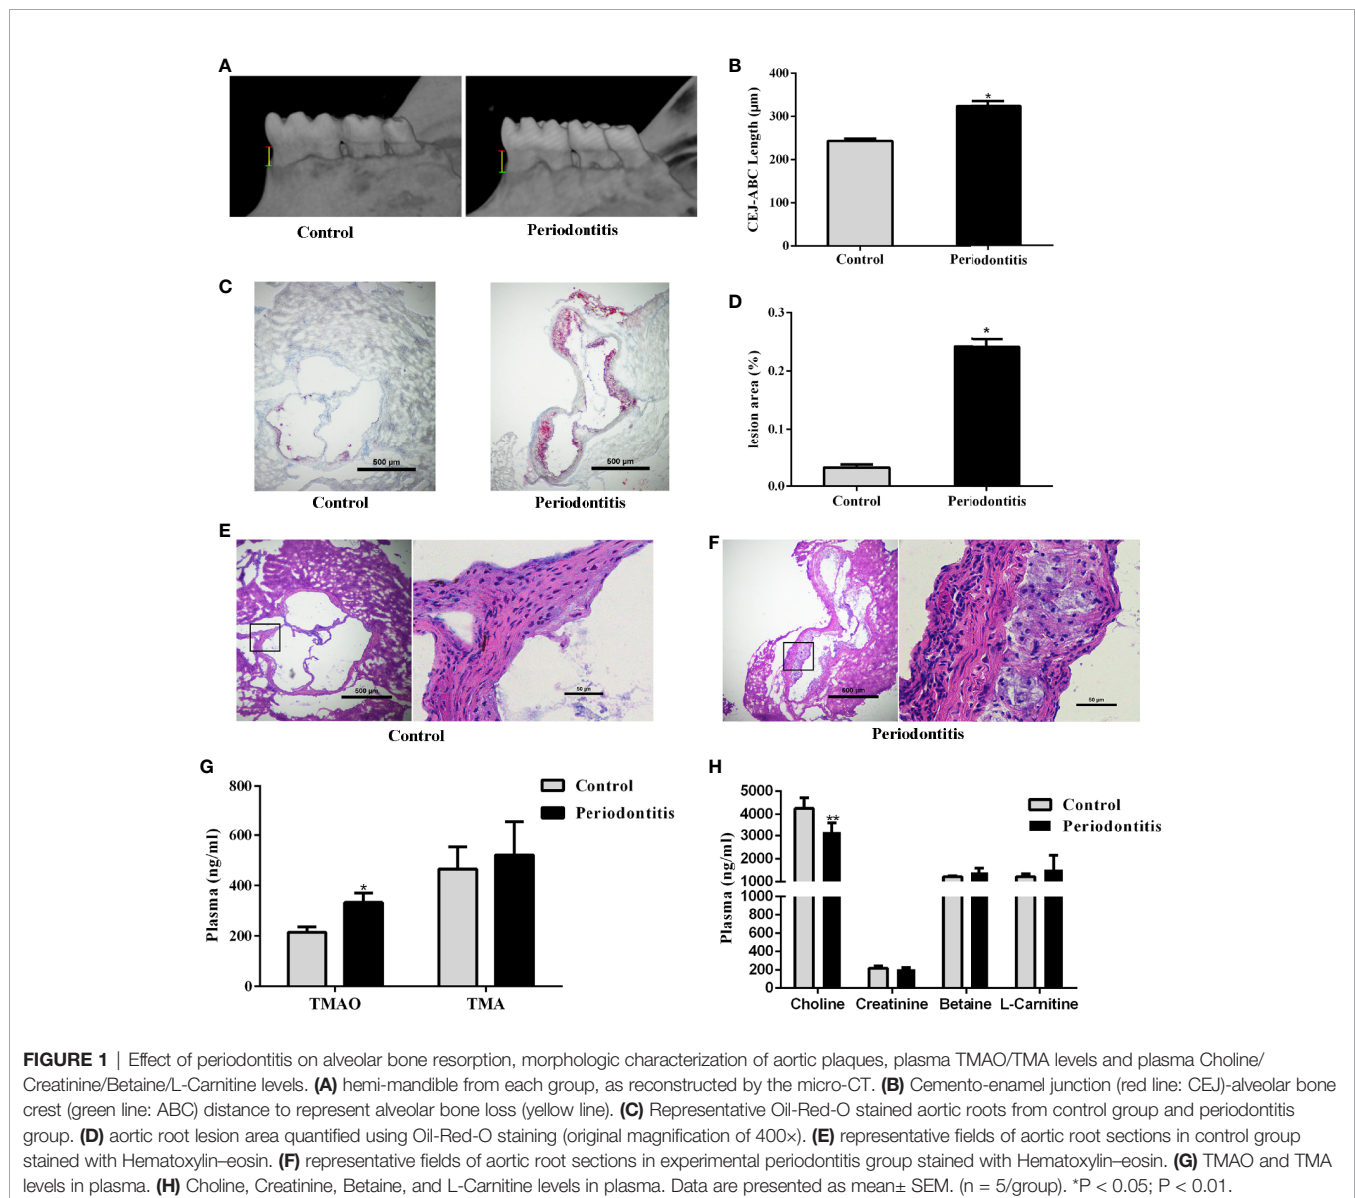 A
Control
Periodontitis
B
CEJ-ABC Length (µm)
400
300
200
100
0
*
Control
Periodontitis
C
500 µm
500 µm
Control
Periodontitis
D
lesion area (%)
0.3
0.2
0.1
0.0
*
Control
Periodontitis
E
500 µm
50 µm
Control
F
500 µm
50 µm
Periodontitis
G
Plasma (ng/ml)
800
600
400
200
0
*
Control
Periodontitis
TMAO
TMA
H
Plasma (ng/ml)
5000
4000
3000
2000
1000
1000
800
600
400
200
0
**
Control
Periodontitis
Choline
Creatinine
Betaine
L-Carnitine
FIGURE 1 | Effect of periodontitis on alveolar bone resorption, morphologic characterization of aortic plaques, plasma TMAO/TMA levels and plasma Choline/
Creatinine/Betaine/L-Carnitine levels. (A) hemi-mandible from each group, as reconstructed by the micro-CT. (B) Cemento-enamel junction (red line: CEJ)-alveolar bone
crest (green line: ABC) distance to represent alveolar bone loss (yellow line). (C) Representative Oil-Red-O stained aortic roots from control group and periodontitis
group. (D) aortic root lesion area quantified using Oil-Red-O staining (original magnification of 400×). (E) representative fields of aortic root sections in control group
stained with Hematoxylin–eosin. (F) representative fields of aortic root sections in experimental periodontitis group stained with Hematoxylin–eosin. (G) TMAO and TMA
levels in plasma. (H) Choline, Creatinine, Betaine, and L-Carnitine levels in plasma. Data are presented as mean± SEM. (n = 5/group). *P < 0.05; P < 0.01.